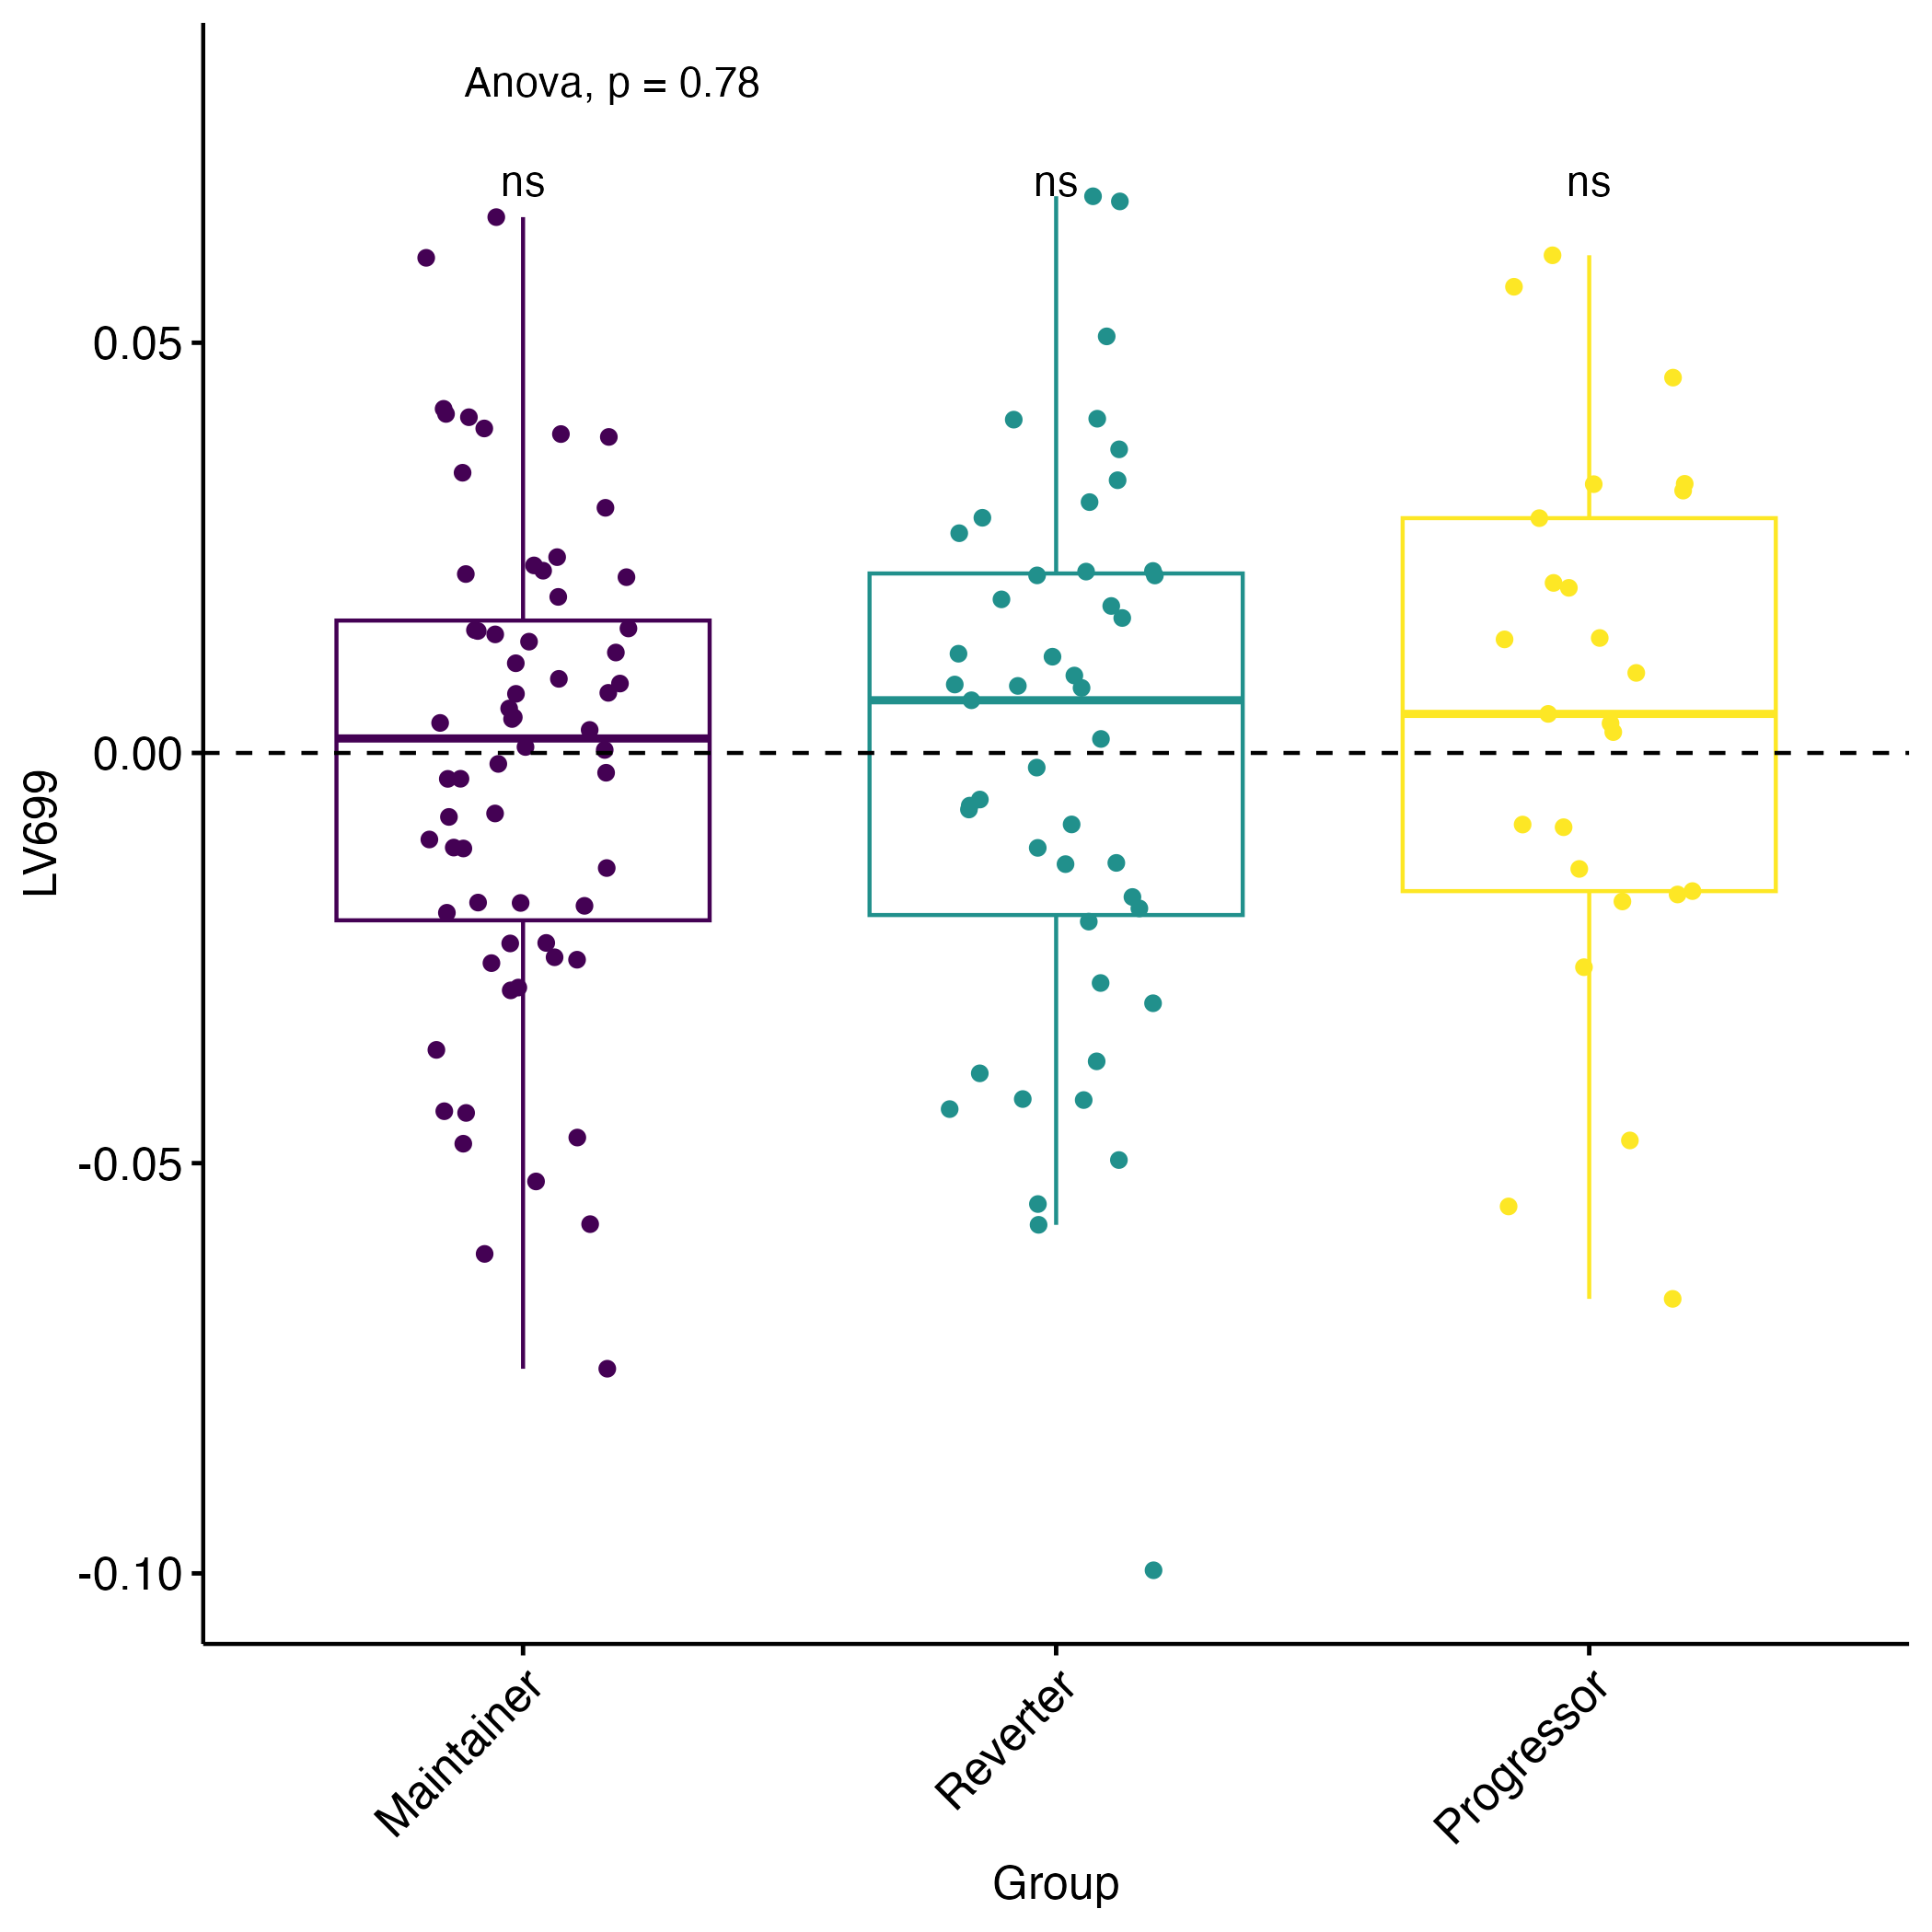 Anova, p = 0.78
ns ns ns
0.05
0.00
-0.05
-0.10
LV699
Maintainer Reverter Progressor
Group